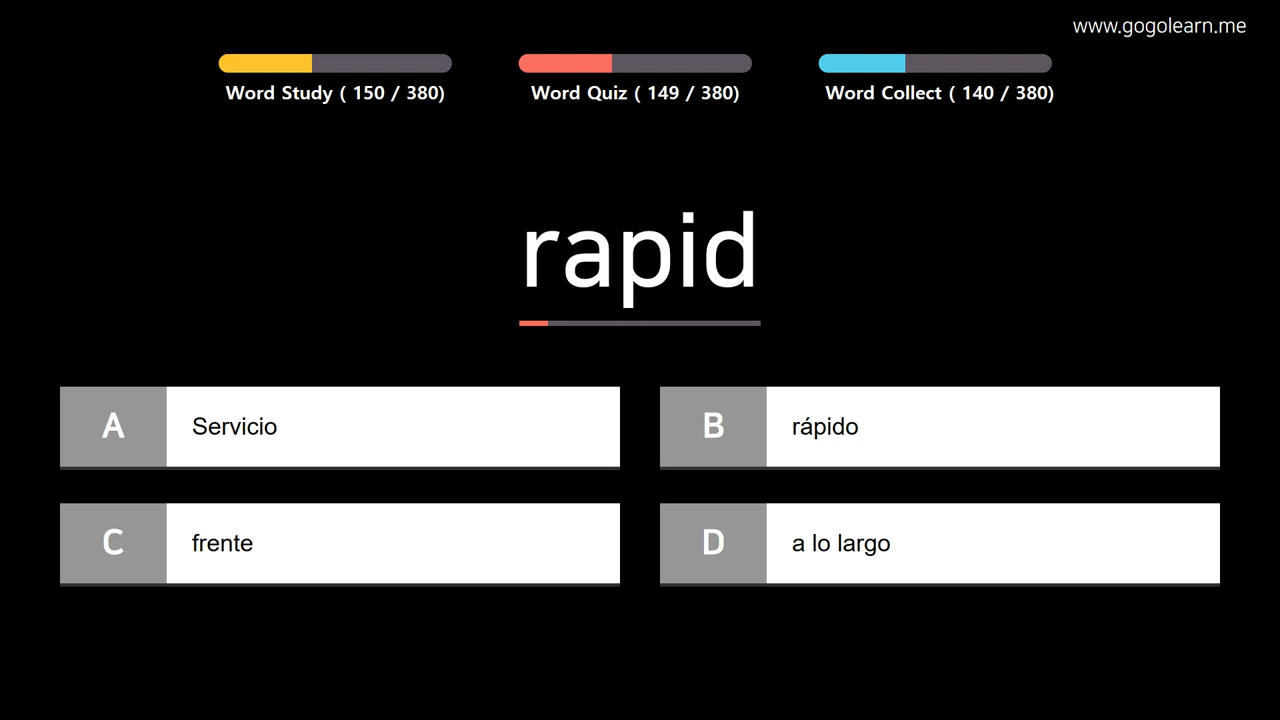 www.gogolearn.me
Word Study ( 150 / 380)
Word Quiz ( 149 / 380)
Word Collect ( 140 / 380)
rapid
A Servicio
B rápido
C frente
D a lo largo